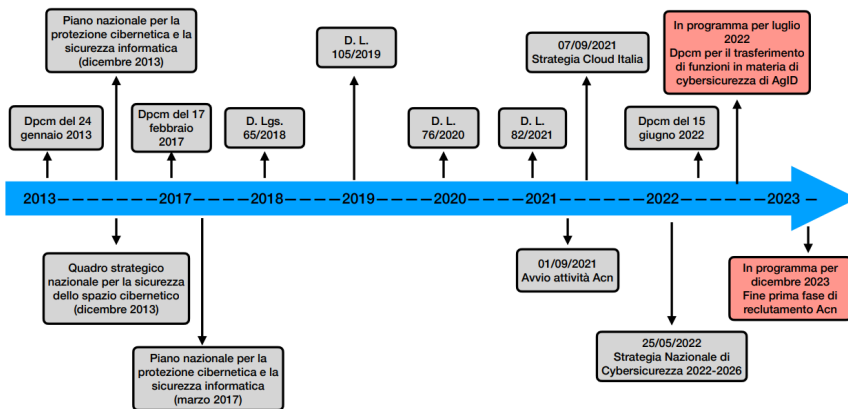 Piano nazionale per la
protezione cibernetica e la
sicurezza informatica
(dicembre 2013)
In programma per luglio
2022
Dpcm per il trasferimento
di funzioni in materia di
cybersicurezza di AgID
07/09/2021
Strategia Cloud Italia
D. L.
105/2019
Dpcm del 24
gennaio 2013
Dpcm del 17
febbraio
2017
D. Lgs.
65/2018
D. L.
76/2020
D. L.
82/2021
Dpcm del 15
giugno 2022
2013 2017 2018 2019 2020 2021 2022 2023
Quadro strategico
nazionale per la sicurezza
dello spazio cibernetico
(dicembre 2013)
01/09/2021
Avvio attività Acn
In programma per
dicembre 2023
Fine prima fase di
reclutamento Acn
Piano nazionale per la
protezione cibernetica e la
sicurezza informatica
(marzo 2017)
25/05/2022
Strategia Nazionale di
Cybersicurezza 2022-2026